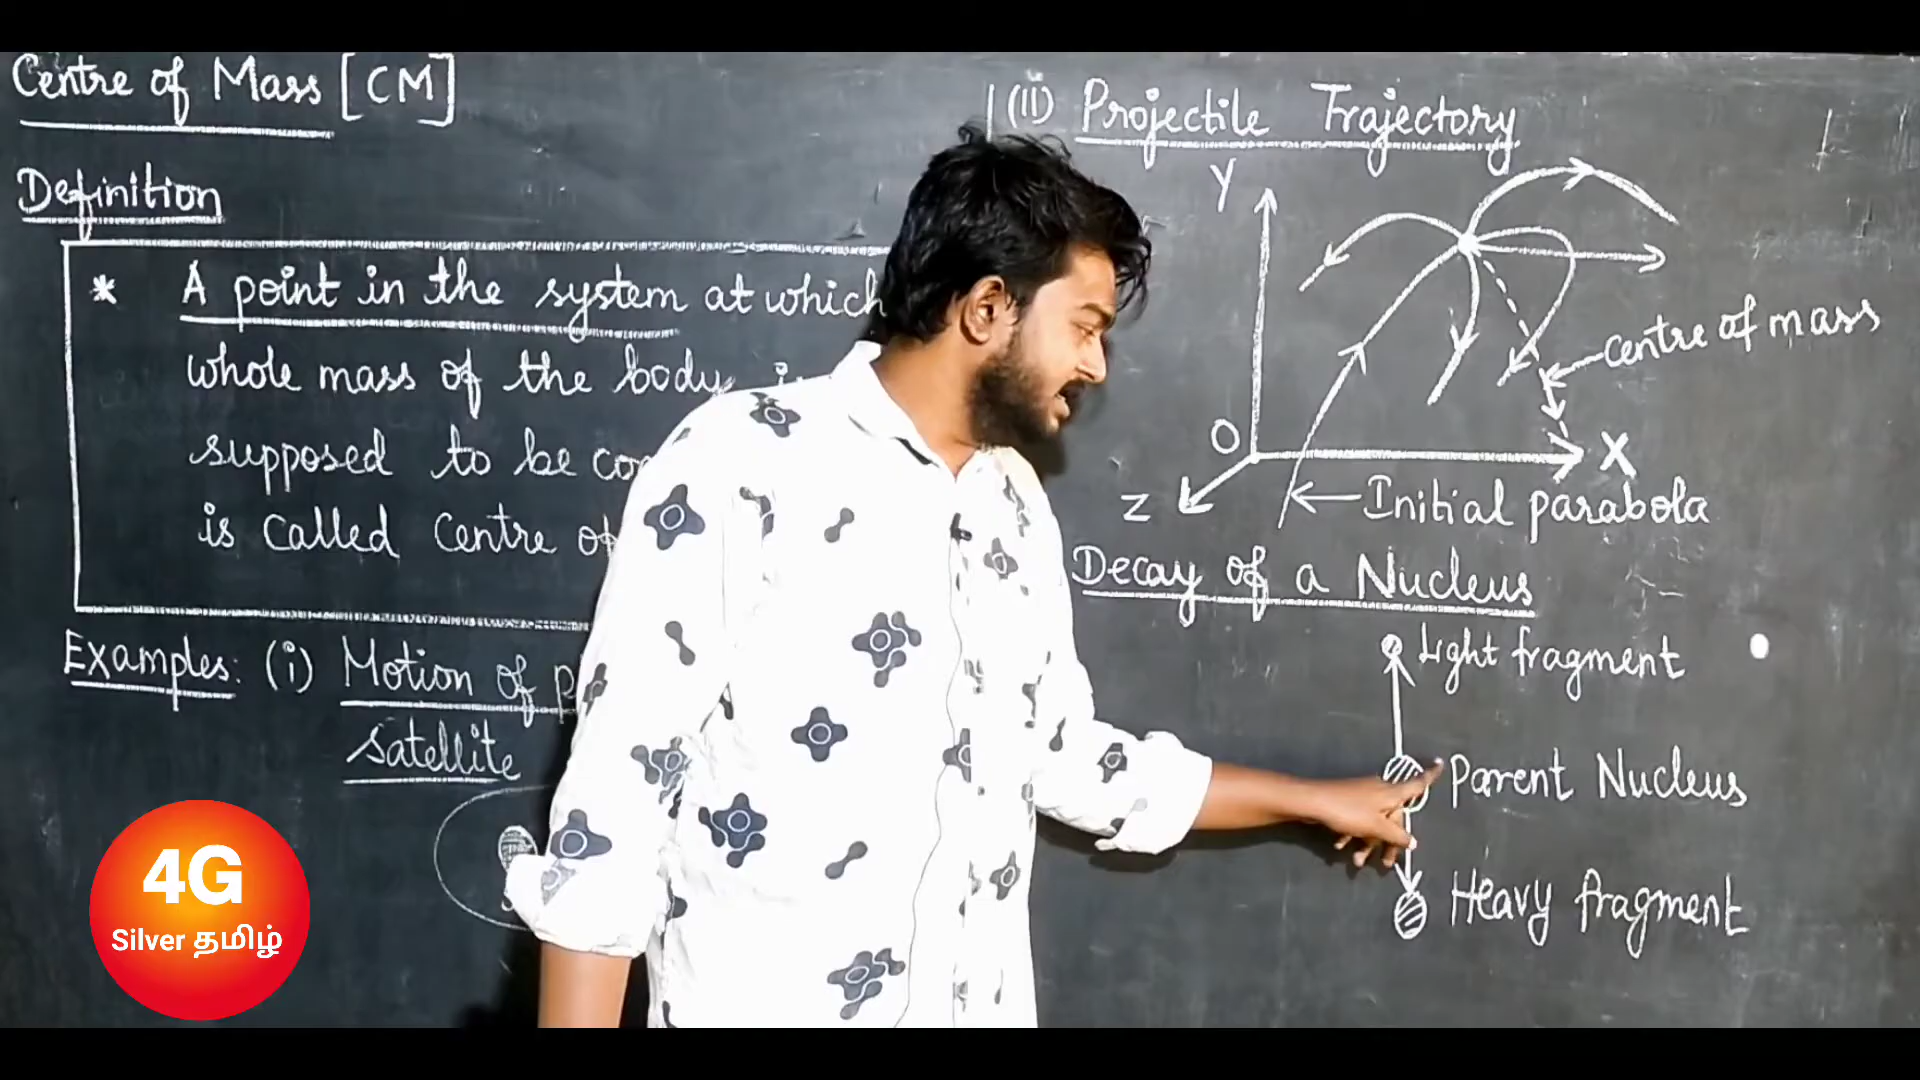 Centre of Mass [CM]
Definition
* A point in the system at which
whole mass of the body
supposed to be
is called Centre
Examples: (i) Motion of
Satellite
(ii) Projectile Trajectory
Y
centre of mass
O
X
Z
Initial parabola
Decay of a Nucleus
Light fragment
Parent Nucleus
Heavy fragment
4G
Silver தமிழ்